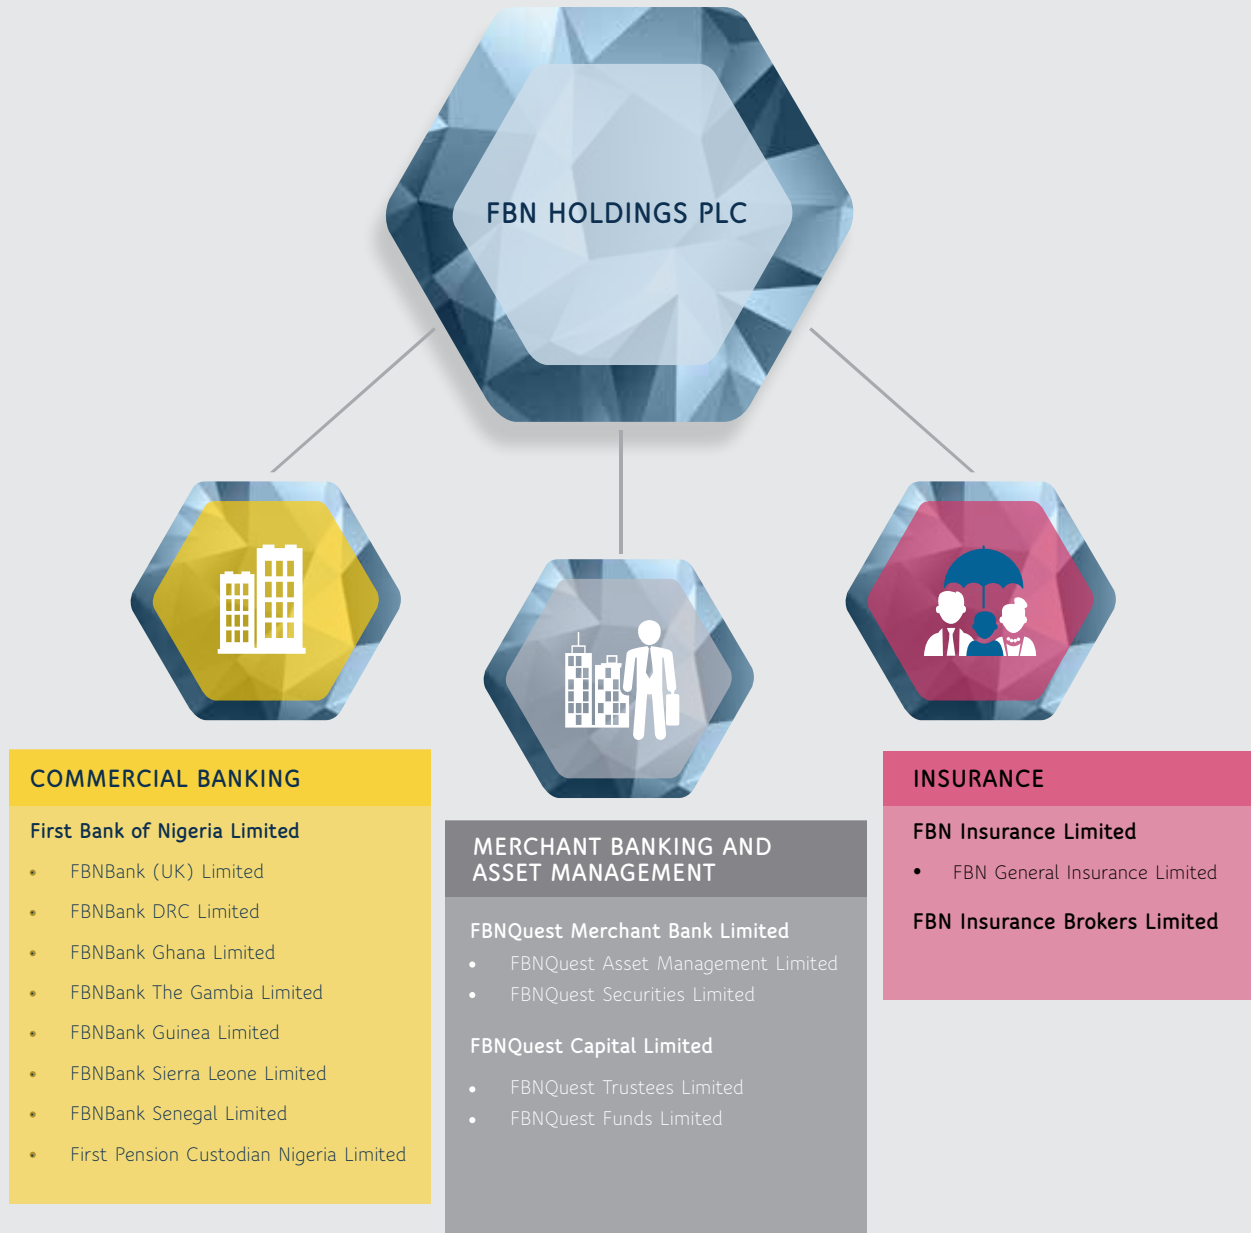 FBN HOLDINGS PLC
COMMERCIAL BANKING
First Bank of Nigeria Limited
• FBNBank (UK) Limited
• FBNBank DRC Limited
• FBNBank Ghana Limited
• FBNBank The Gambia Limited
• FBNBank Guinea Limited
• FBNBank Sierra Leone Limited
• FBNBank Senegal Limited
• First Pension Custodian Nigeria Limited
MERCHANT BANKING AND
ASSET MANAGEMENT
FBNQuest Merchant Bank Limited
• FBNQuest Asset Management Limited
• FBNQuest Securities Limited
FBNQuest Capital Limited
• FBNQuest Trustees Limited
• FBNQuest Funds Limited
INSURANCE
FBN Insurance Limited
• FBN General Insurance Limited
FBN Insurance Brokers Limited